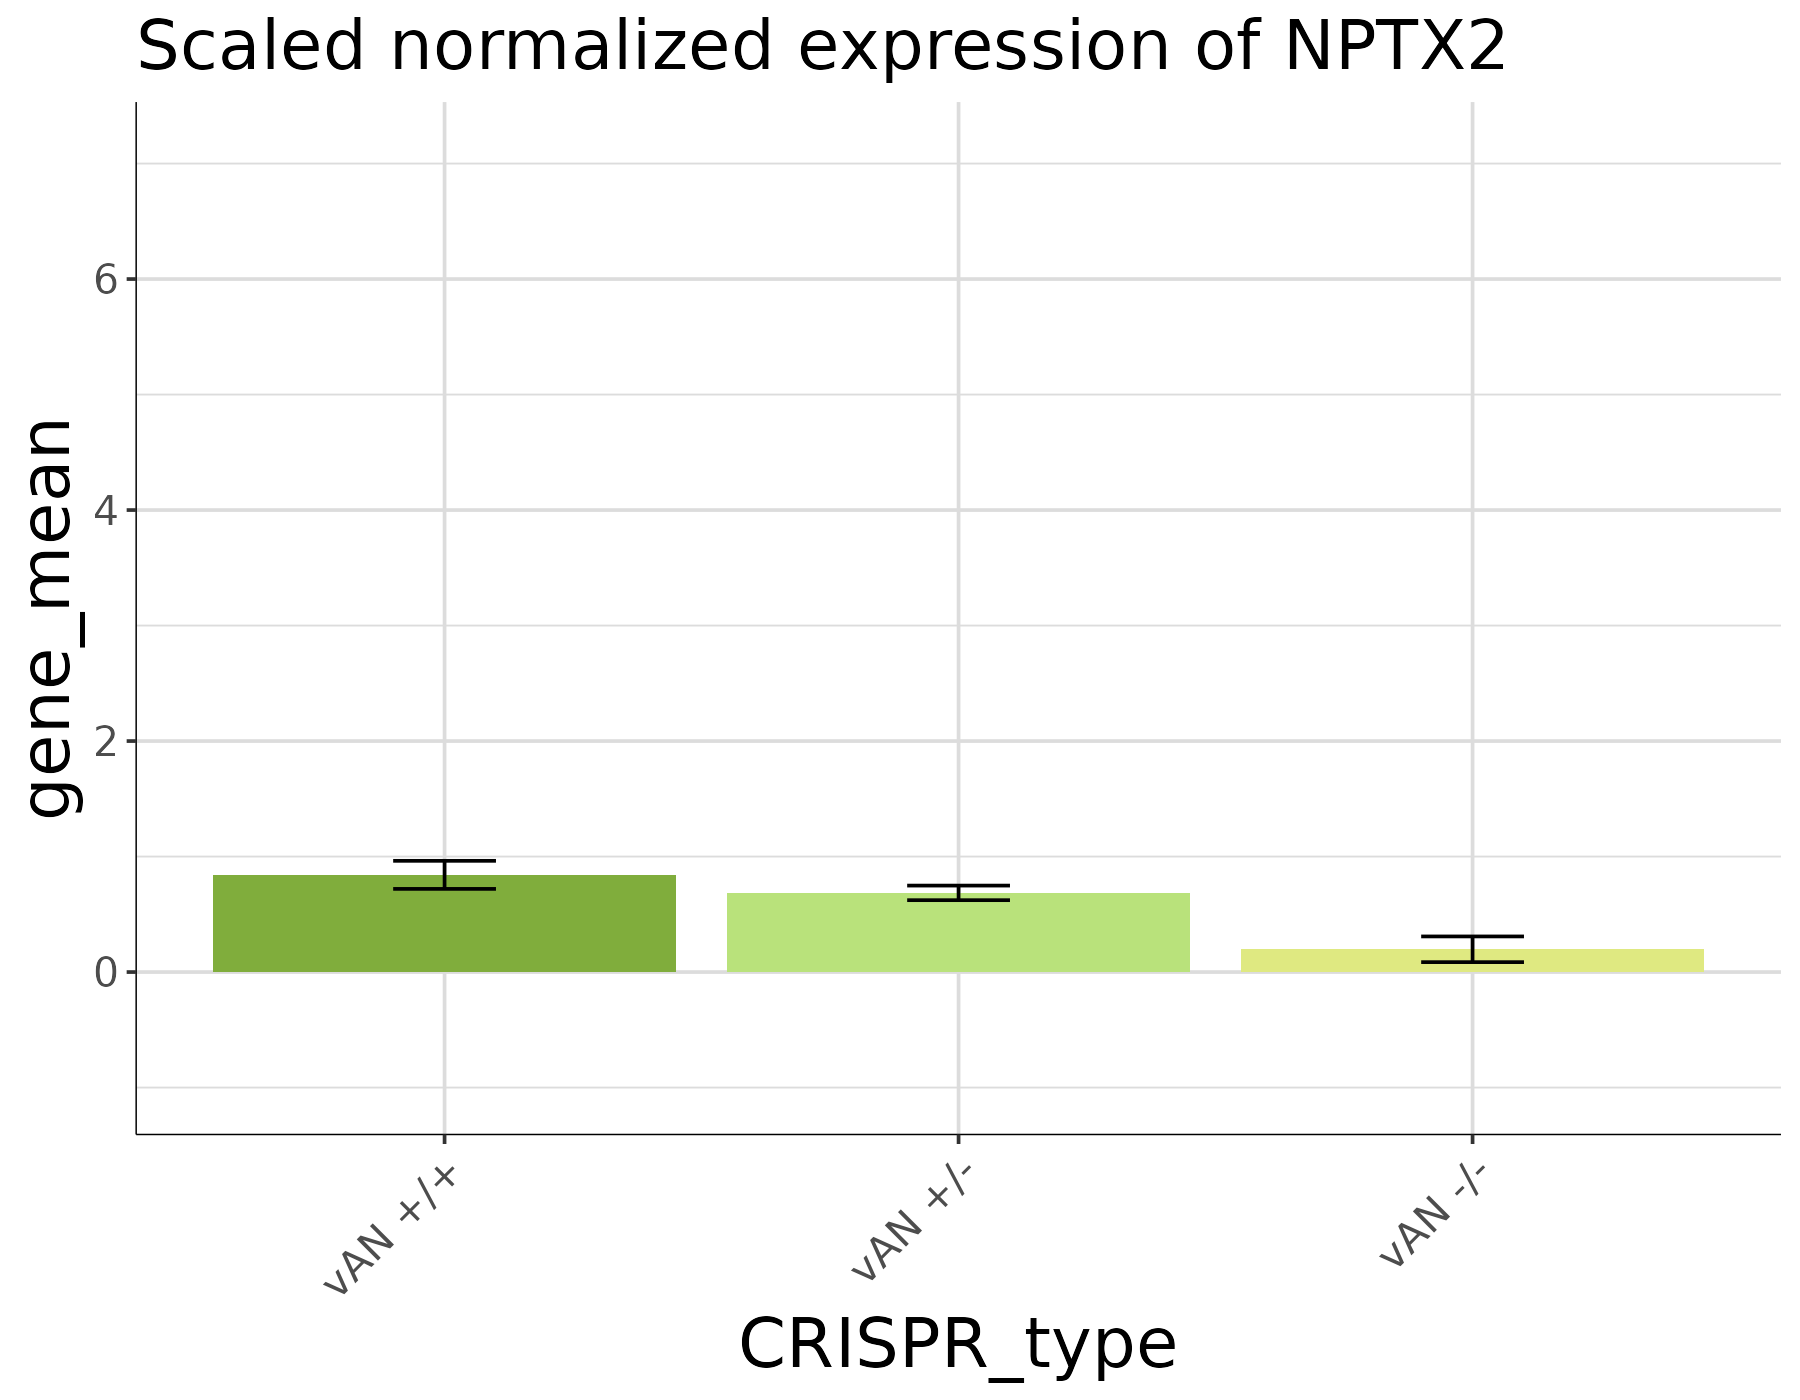 Scaled normalized expression of NPTX2
gene_mean
6
4
2
0
vAN +/+
vAN +/-
vAN -/-
CRISPR_type